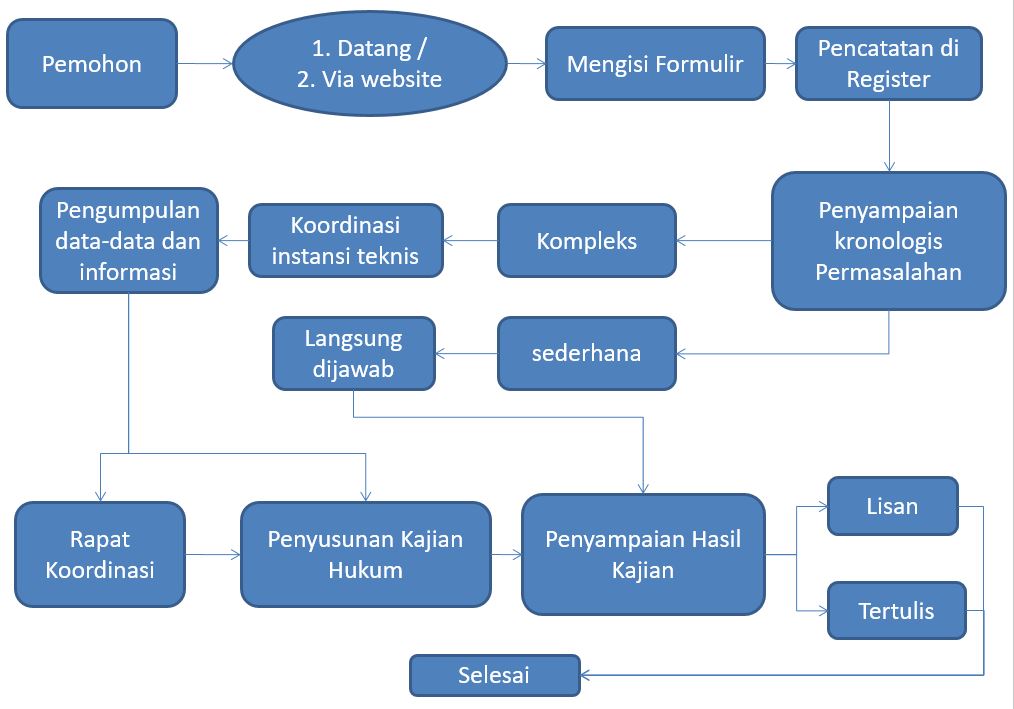 Pemohon
1. Datang /
2. Via website
Mengisi Formulir
Pencatatan di
Register
Penyampaian
kronologis
Permasalahan
Kompleks
Koordinasi
instansi teknis
Pengumpulan
data-data dan
informasi
sederhana
Langsung
dijawab
Rapat
Koordinasi
Penyusunan Kajian
Hukum
Penyampaian Hasil
Kajian
Lisan
Tertulis
Selesai